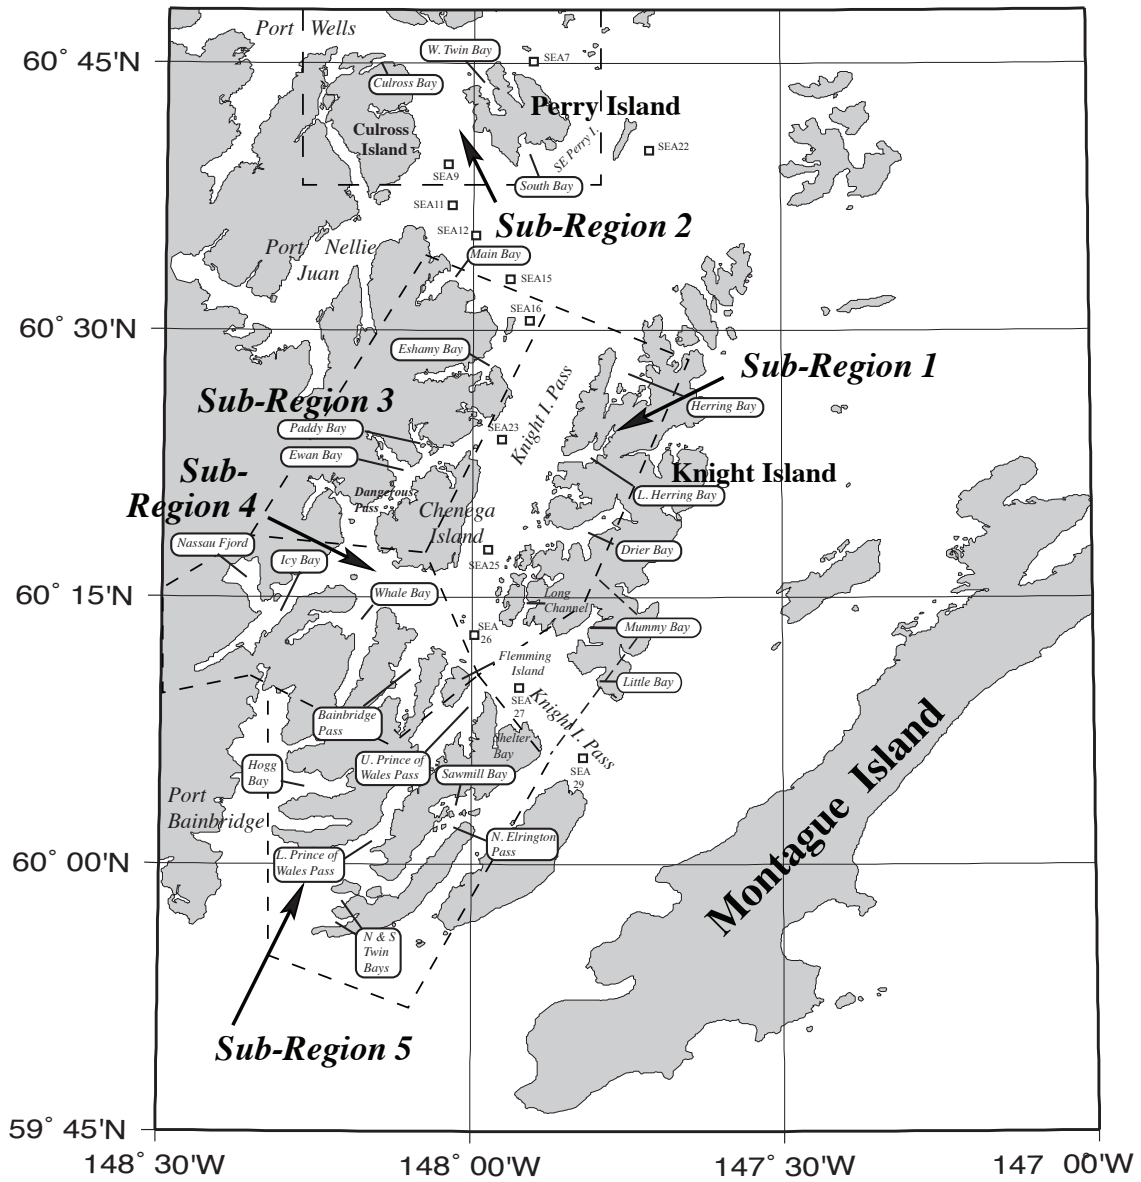 Port Wells
W. Twin Bay
SEA7
60° 45'N
Culross Bay
Perry Island
Culross
Island
SE Perry I.
SEA22
SEA9
South Bay
SEA11
Sub-Region 2
SEA12
Port Nellie
Juan
Main Bay
SEA15
SEA16
60° 30'N
Eshamy Bay
Sub-Region 1
Knight I. Pass
Sub-Region 3
Herring Bay
Paddy Bay
SEA23
Ewan Bay
Sub-
Region 4
Knight Island
Dangerous
Pass
L. Herring Bay
Chenega
Island
Nassau Fjord
Icy Bay
Drier Bay
SEA25
60° 15'N
Whale Bay
Long
Channel
SEA
26
Mummy Bay
Flemming
Island
Little Bay
SEA
27
Knight I. Pass
Bainbridge
Pass
Shelter
Bay
U. Prince of
Wales Pass
Sawmill Bay
SEA
29
Hogg
Bay
Port
Bainbridge
Montague Island
N. Elrington
Pass
60° 00'N
L. Prince of
Wales Pass
N & S
Twin
Bays
Sub-Region 5
59° 45'N
148° 30'W
148° 00'W
147° 30'W
147 00°W